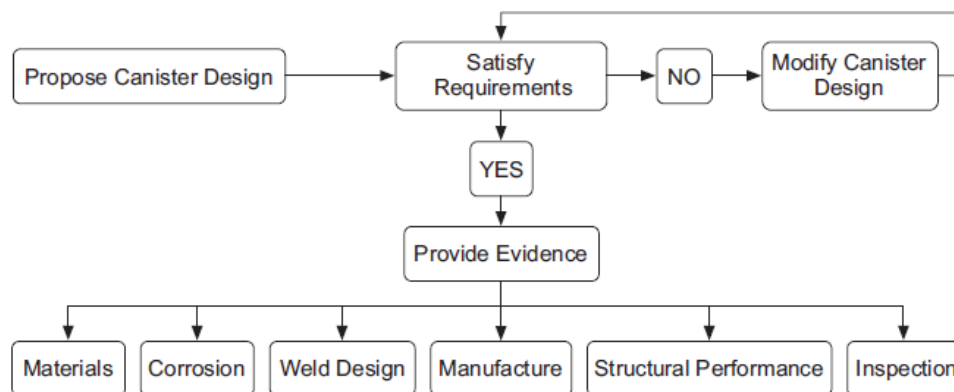 Propose Canister Design
Satisfy
Requirements
NO
Modify Canister
Design
YES
Provide Evidence
Materials
Corrosion
Weld Design
Manufacture
Structural Performance
Inspection